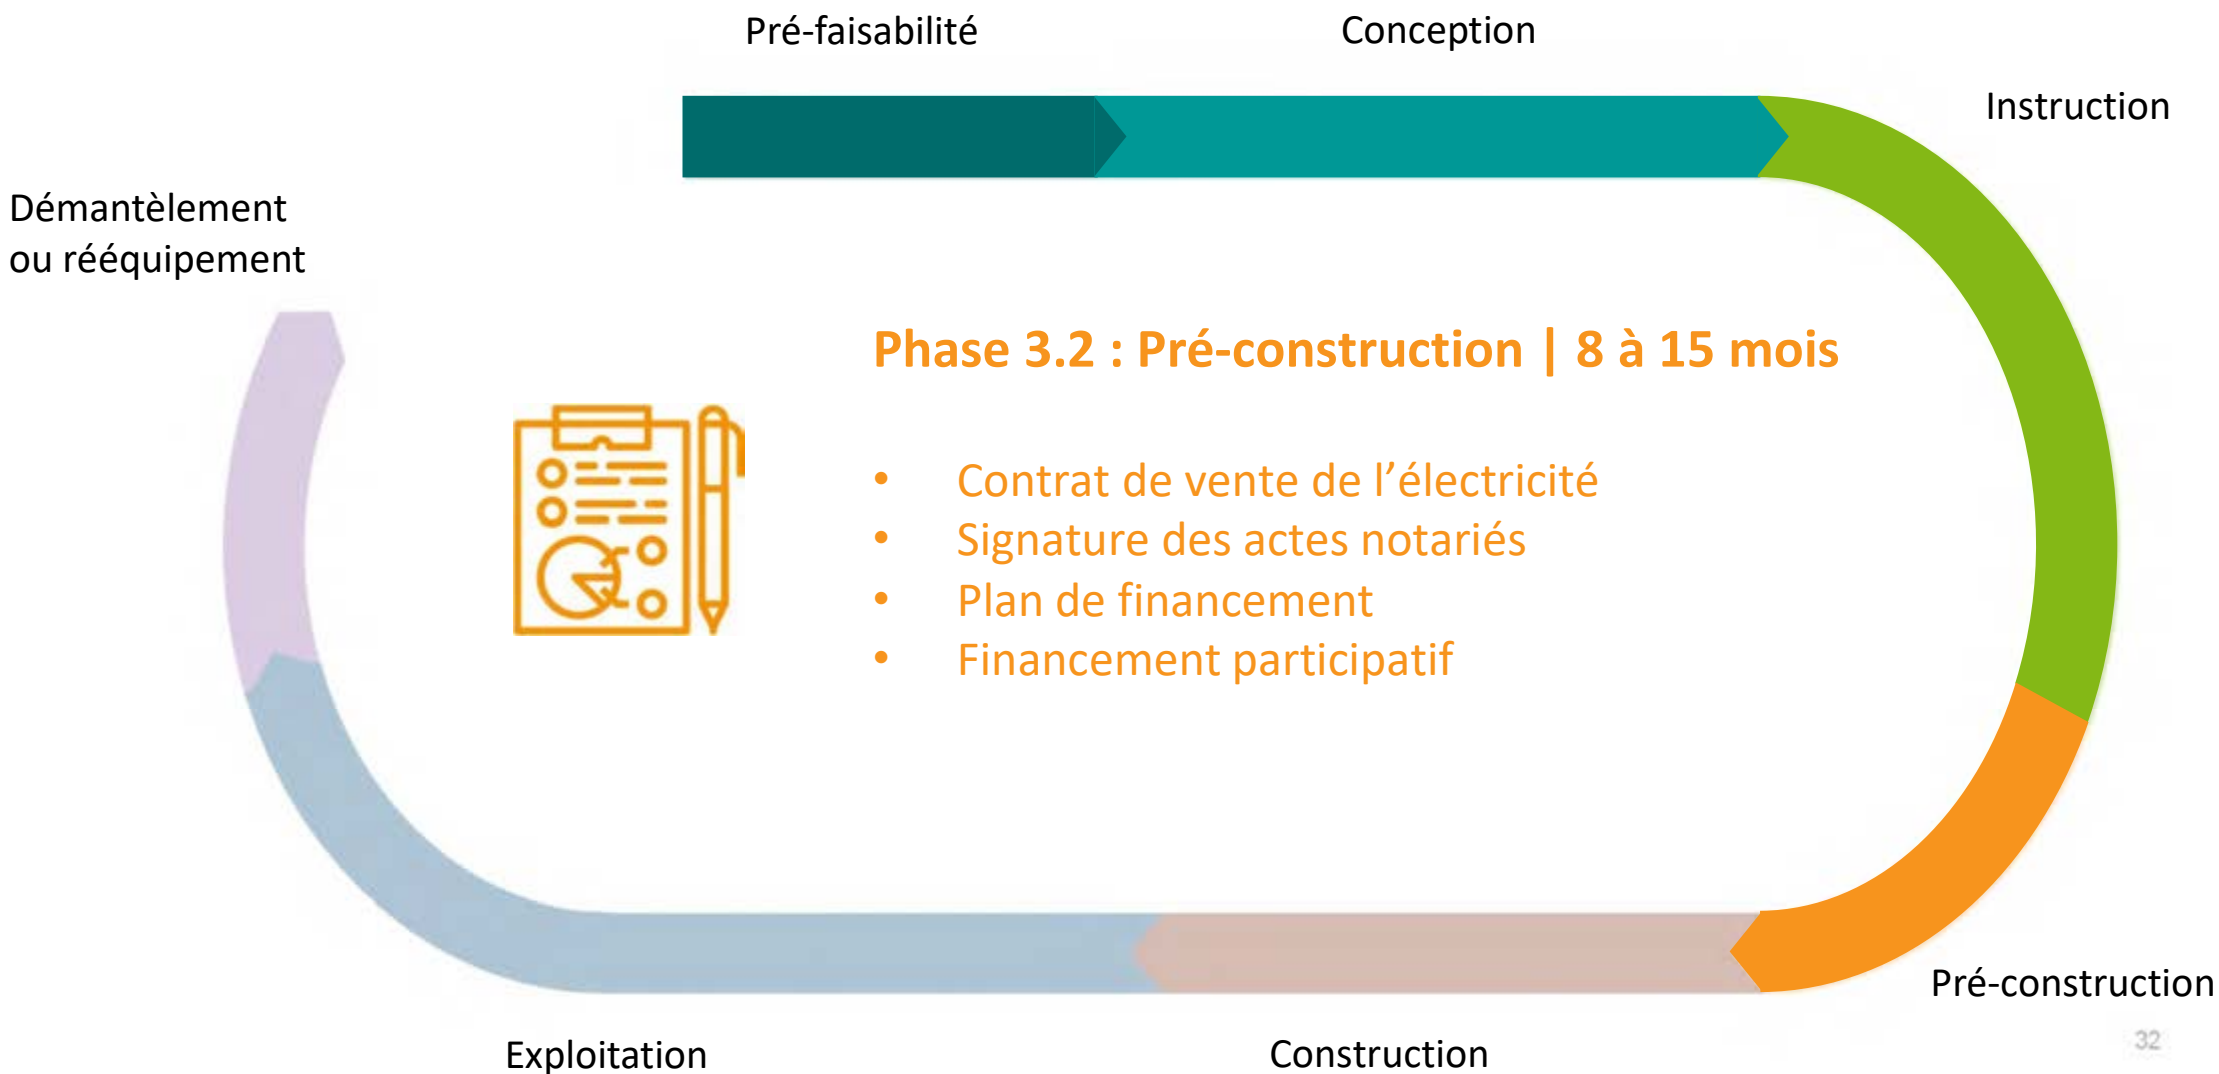 Pré-faisabilité
Conception
Instruction
Démantèlement
ou rééquipement
Phase 3.2 : Pré-construction | 8 à 15 mois
• Contrat de vente de l’électricité
• Signature des actes notariés
• Plan de financement
• Financement participatif
Pré-construction
Exploitation
Construction
32